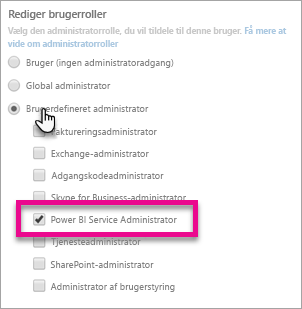 Rediger brugerroller
Vælg den administratorrolle, du vil tildele til denne bruger. Få mere at
vide om administratorroller
Bruger (ingen administratoradgang)
Global administrator
Brugerdefineret administrator
Faktureringsadministrator
Exchange-administrator
Adgangskodeadministrator
Skype for Business-administrator
Power BI Service Administrator
Tjenesteadministrator
SharePoint-administrator
Administrator af brugerstyring